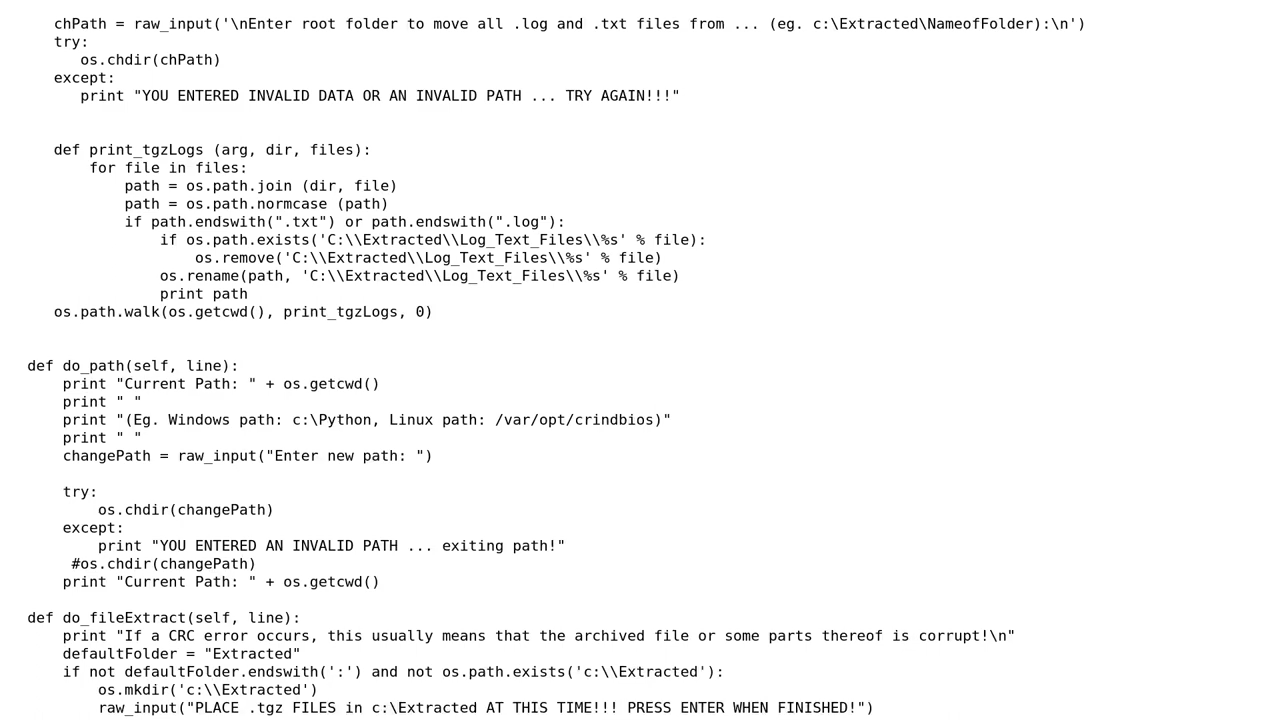 chPath = raw_input('\nEnter root folder to move all .log and .txt files from ... (eg. c:\Extracted\NameofFolder):\n')
try:
os.chdir(chPath)
except:
print "YOU ENTERED INVALID DATA OR AN INVALID PATH ... TRY AGAIN!!!"
def print_tgzLogs (arg, dir, files):
for file in files:
path = os.path.join (dir, file)
path = os.path.normcase (path)
if path.endswith(".txt") or path.endswith(".log"):
if os.path.exists('C:\\Extracted\\Log_Text_Files\\%s' % file):
os.remove('C:\\Extracted\\Log_Text_Files\\%s' % file)
os.rename(path, 'C:\\Extracted\\Log_Text_Files\\%s' % file)
print path
os.path.walk(os.getcwd(), print_tgzLogs, 0)
def do_path(self, line):
print "Current Path: " + os.getcwd()
print " "
print "(Eg. Windows path: c:\Python, Linux path: /var/opt/crindbios)"
print " "
changePath = raw_input("Enter new path: ")
try:
os.chdir(changePath)
except:
print "YOU ENTERED AN INVALID PATH ... exiting path!"
#os.chdir(changePath)
print "Current Path: " + os.getcwd()
def do_fileExtract(self, line):
print "If a CRC error occurs, this usually means that the archived file or some parts thereof is corrupt!\n"
defaultFolder = "Extracted"
if not defaultFolder.endswith(':') and not os.path.exists('c:\\Extracted'):
os.mkdir('c:\\Extracted')
raw_input("PLACE .tgz FILES in c:\Extracted AT THIS TIME!!! PRESS ENTER WHEN FINISHED!")